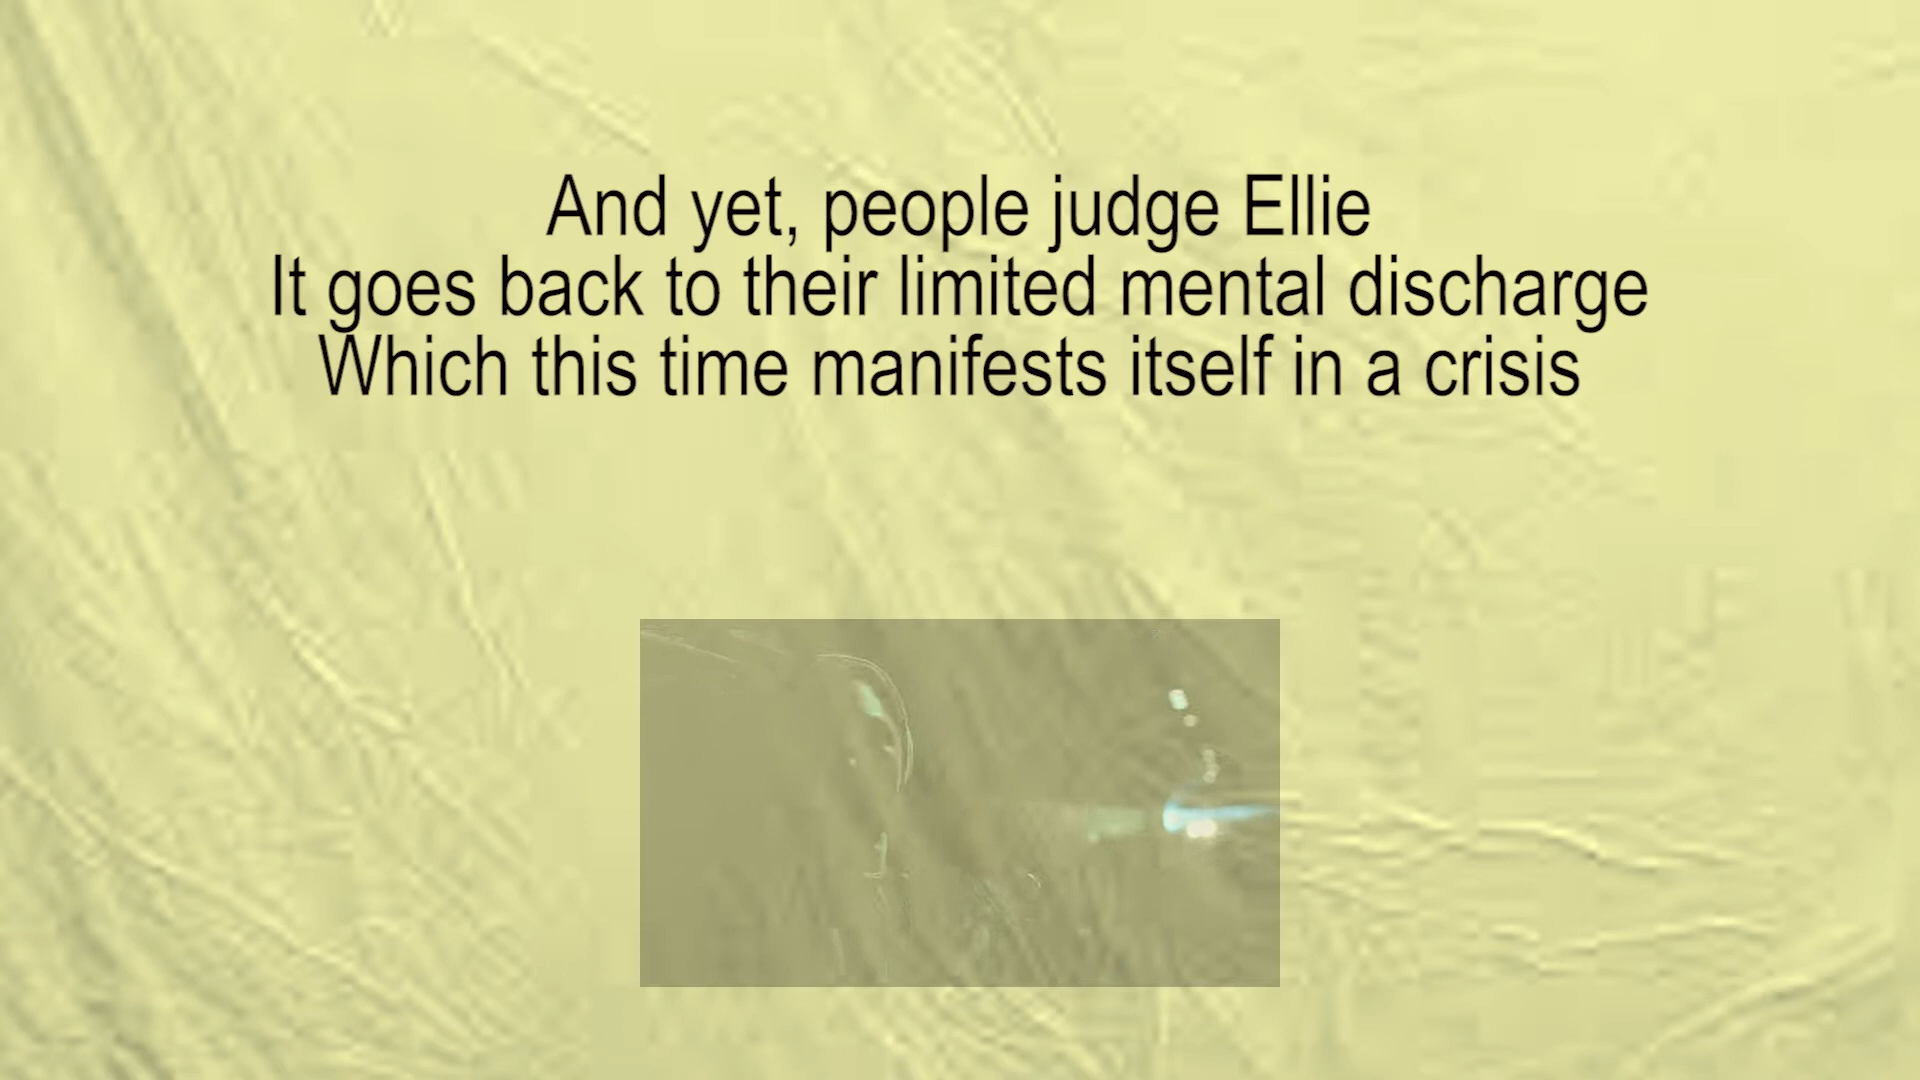 And yet, people judge Ellie
It goes back to their limited mental discharge
Which this time manifests itself in a crisis